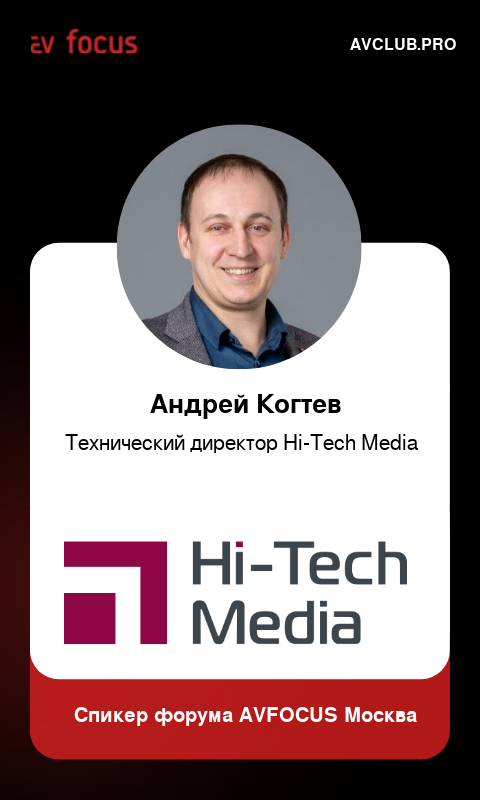 av focus
AVCLUB.PRO
Андрей Когтев
Технический директор Hi-Tech Media
Hi-Tech
Media
Спикер форума AVFOCUS Москва